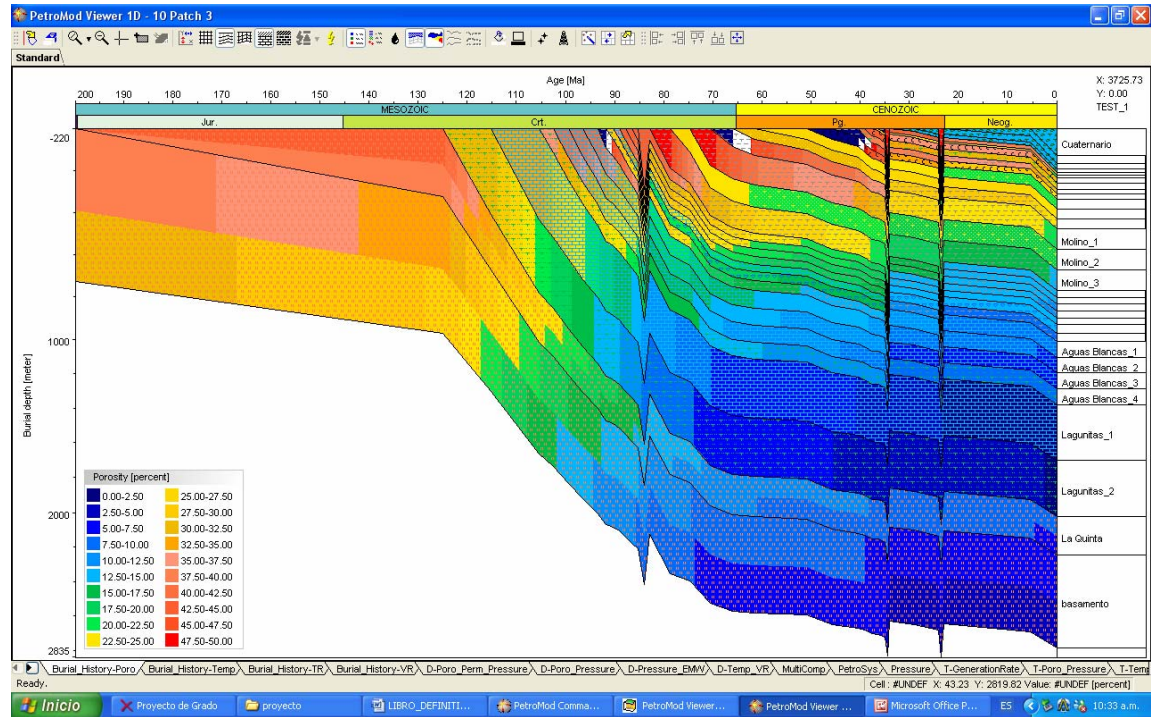 PetroMod Viewer 1D - 10 Patch 3
Standard
Age [Ma]
X: 3725.73
Y: 0.00
TEST_1
200 190 180 170 160 150 140 130 120 110 100 90 80 70 60 50 40 30 20 10 0
MESOZOIC CENOZOIC
Jur. Crt. Pg. Neog.
-220
1000
2000
2835
Burial depth [meter]
Cuaternario
Molino_1
Molino_2
Molino_3
Aguas Blancas_1
Aguas Blancas_2
Aguas Blancas_3
Aguas Blancas_4
Lagunitas_1
Lagunitas_2
La Quinta
basamento
Porosity [percent]
0.00-2.50 25.00-27.50
2.50-5.00 27.50-30.00
5.00-7.50 30.00-32.50
7.50-10.00 32.50-35.00
10.00-12.50 35.00-37.50
12.50-15.00 37.50-40.00
15.00-17.50 40.00-42.50
17.50-20.00 42.50-45.00
20.00-22.50 45.00-47.50
22.50-25.00 47.50-50.00
Burial_History-Poro Burial_History-Temp Burial_History-TR Burial_History-VR D-Poro_Perm_Pressure D-Poro_Pressure D-Pressure_EMW D-Temp_VR MultiComp PetroSys Pressure T-GenerationRate T-Poro_Pressure T-Temp
Ready.
Cell : #UNDEF X: 43.23 Y: 2819.82 Value: #UNDEF [percent]
Inicio Proyecto de Grado proyecto LIBRO_DEFINITI... PetroMod Comma... PetroMod Viewer... PetroMod Viewer ... Microsoft Office P... ES 10:33 a.m.